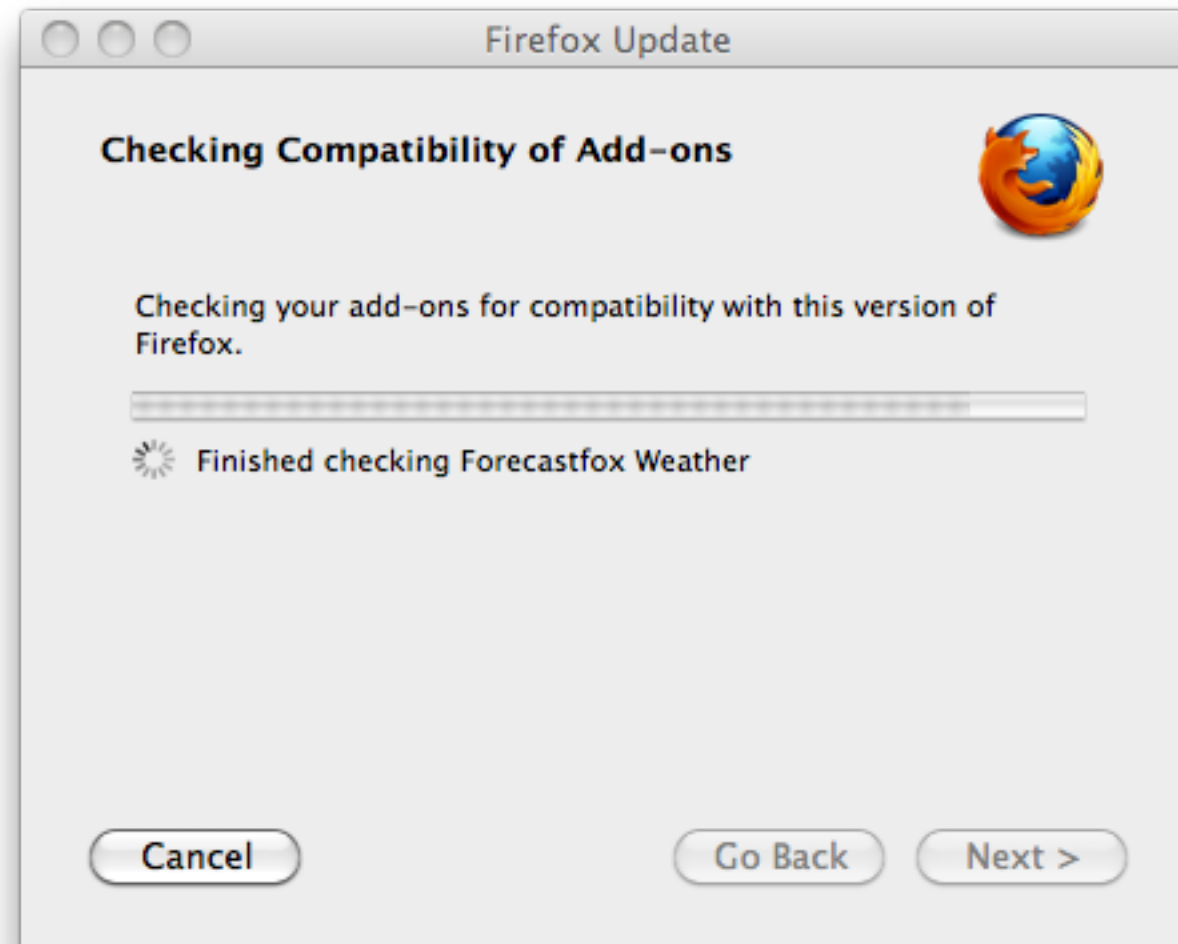 Firefox Update
Checking Compatibility of Add-ons
Checking your add-ons for compatibility with this version of
Firefox.
Finished checking Forecastfox Weather
Cancel
Go Back
Next >